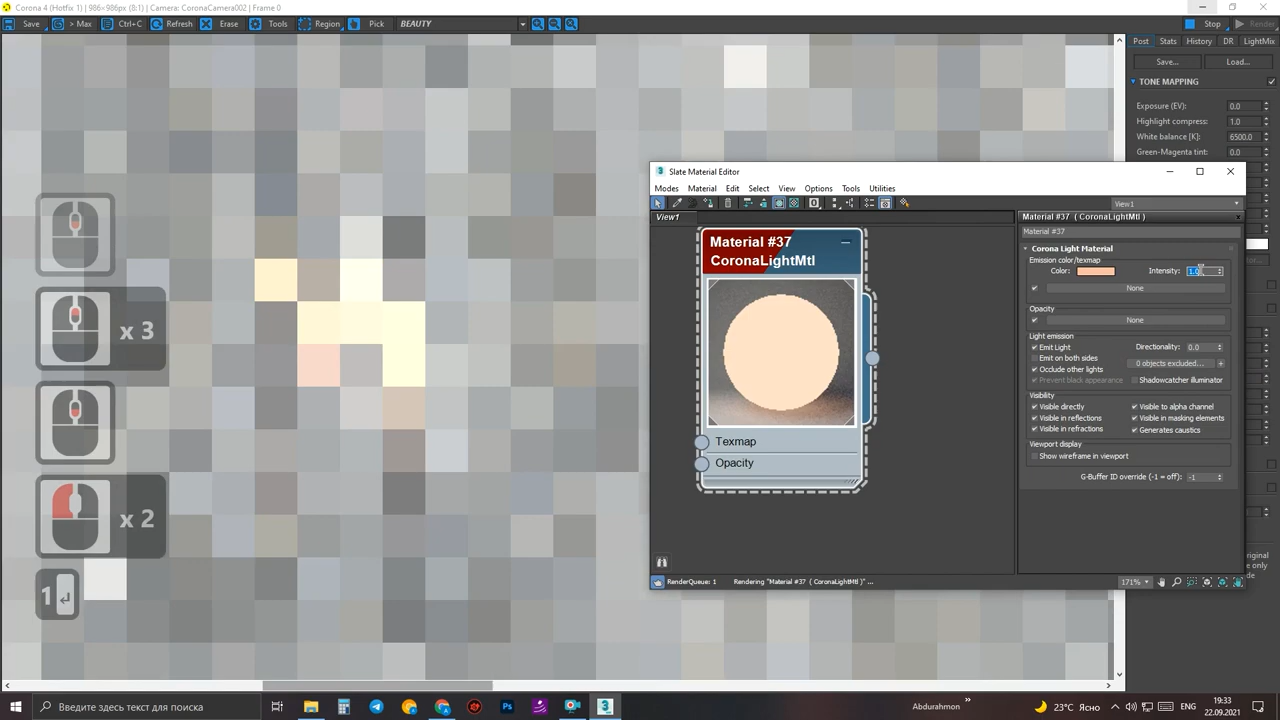 Corona 4 (Hotfix 1) | 986×986px (8:1) | Camera: CoronaCamera002 | Frame 0
Save
> Max
Ctrl+C
Refresh
Erase
Tools
Region
Pick
BEAUTY
Stop
Render
Post
Stats
History
DR
LightMix
Save...
Load...
TONE MAPPING
Exposure (EV):
0.0
Highlight compress:
1.0
White balance [K]:
6500.0
Green-Magenta tint:
0.0
x 3
x 2
1
Slate Material Editor
Modes
Material
Edit
Select
View
Options
Tools
Utilities
View1
View1
Material #37 ( CoronaLightMtl )
Material #37
Material #37
CoronaLightMtl
Texmap
Opacity
Corona Light Material
Emission color/texmap
Color:
Intensity:
1.0
None
Opacity
None
Light emission
Emit Light
Directionality:
0.0
Emit on both sides
0 objects excluded...
+
Occlude other lights
Prevent black appearance
Shadowcatcher illuminator
Visibility
Visible directly
Visible to alpha channel
Visible in reflections
Visible in masking elements
Visible in refractions
Generates caustics
Viewport display
Show wireframe in viewport
G-Buffer ID override (-1 = off):
-1
RenderQueue: 1
Rendering "Material #37 ( CoronaLightMtl )" ...
171%
original
e only
de
Введите здесь текст для поиска
Abdurahmon
»
23°C Ясно
19:33
22.09.2021